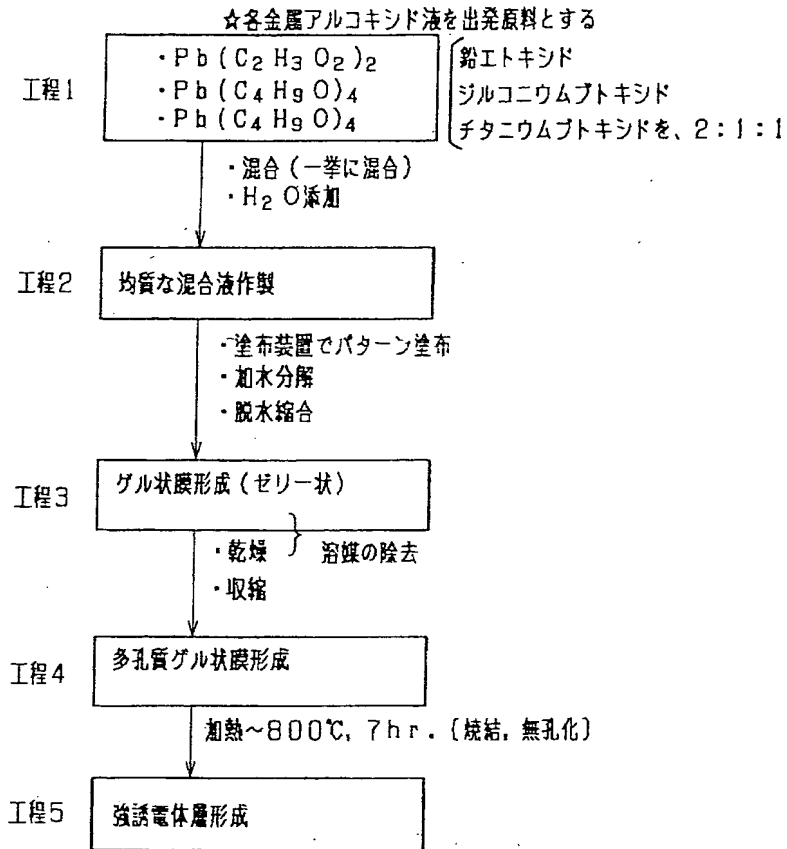 ☆各金属アルコキシド液を出発原料とする
工程1
・Pb(C2H3O2)2
・Pb(C4H9O)4
・Pb(C4H9O)4
鉛エトキシド
ジルコニウムブトキシド
チタニウムブトキシドを、2:1:1
・混合(一挙に混合)
・H2O添加
工程2
均質な混合液作製
・塗布装置でパターン塗布
・加水分解
・脱水縮合
工程3
ゲル状膜形成(ゼリー状)
・乾燥
・収縮
溶媒の除去
工程4
多孔質ゲル状膜形成
加熱~800℃, 7hr. {焼結, 無孔化}
工程5
強誘電体層形成